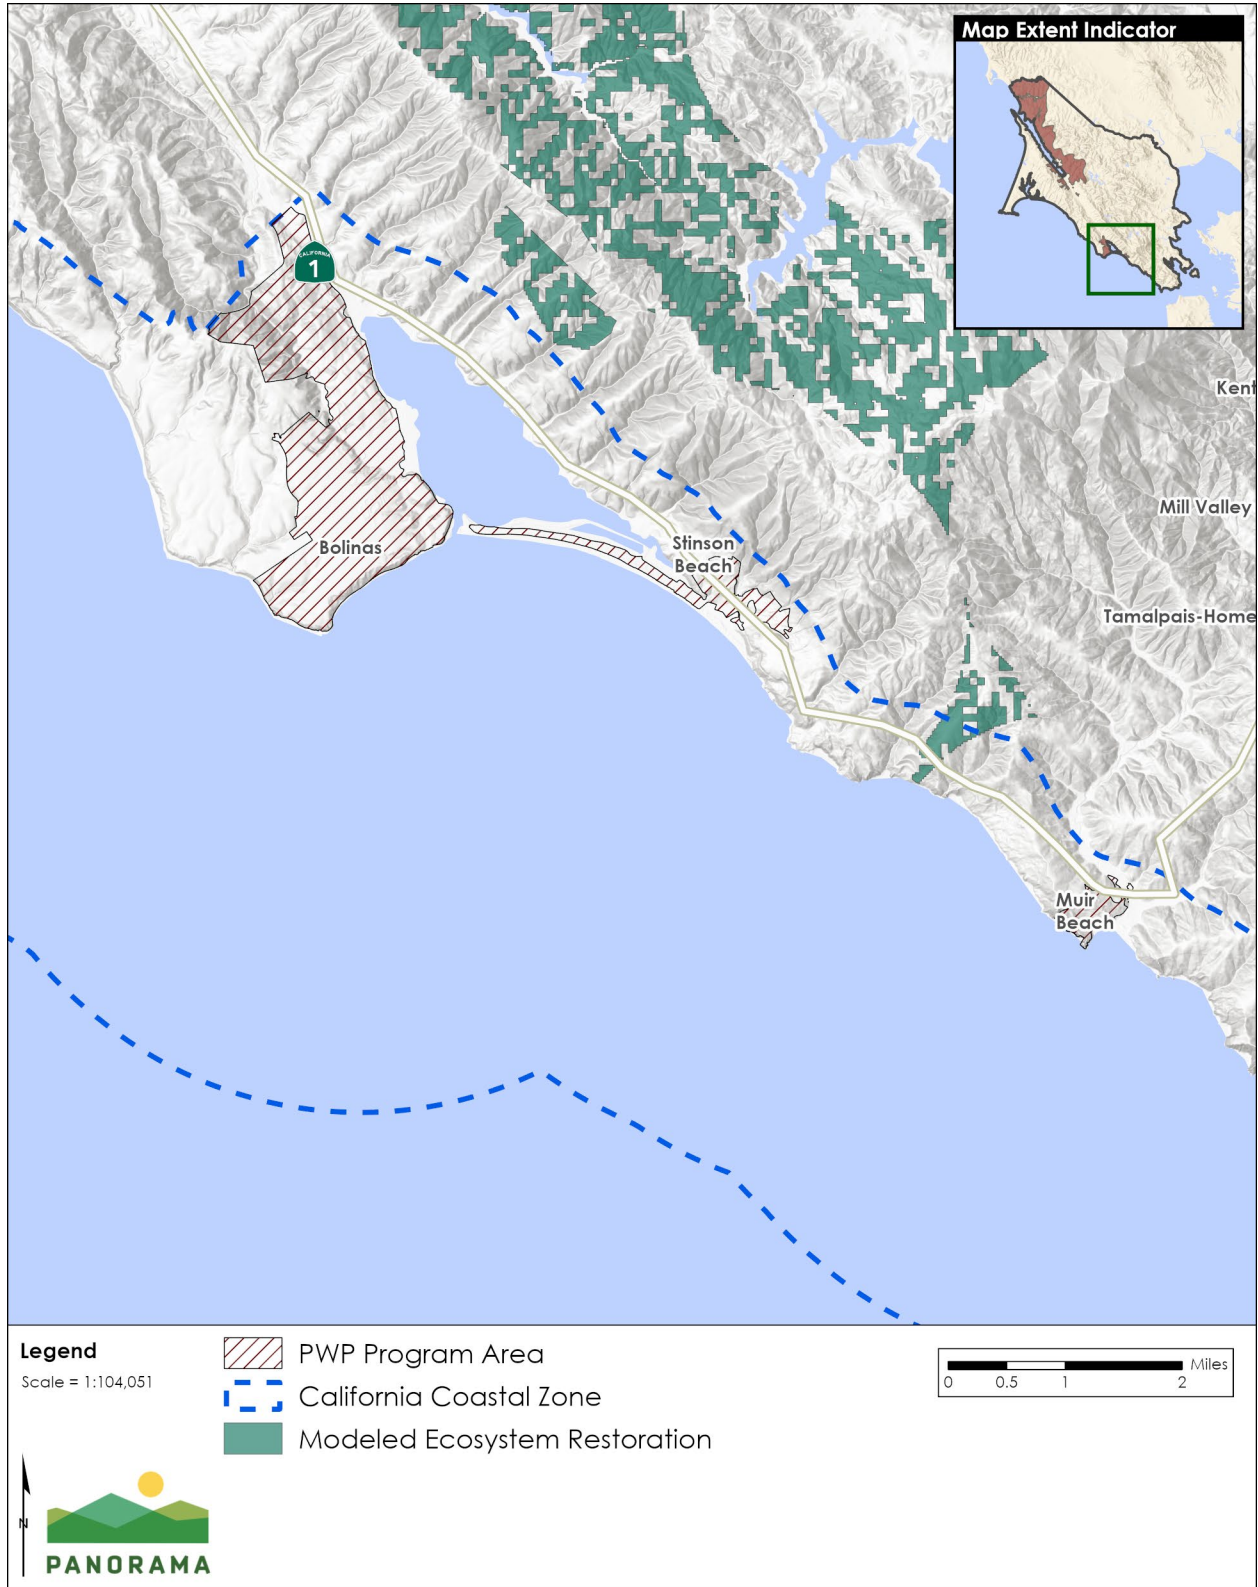 Map Extent Indicator
CALIFORNIA
1
Kent
Mill Valley
Bolinas
Stinson
Beach
Tamalpais-Home
Muir
Beach
Legend
Scale = 1:104,051
PWP Program Area
California Coastal Zone
Modeled Ecosystem Restoration
Miles
0 0.5 1 2
N
PANORAMA